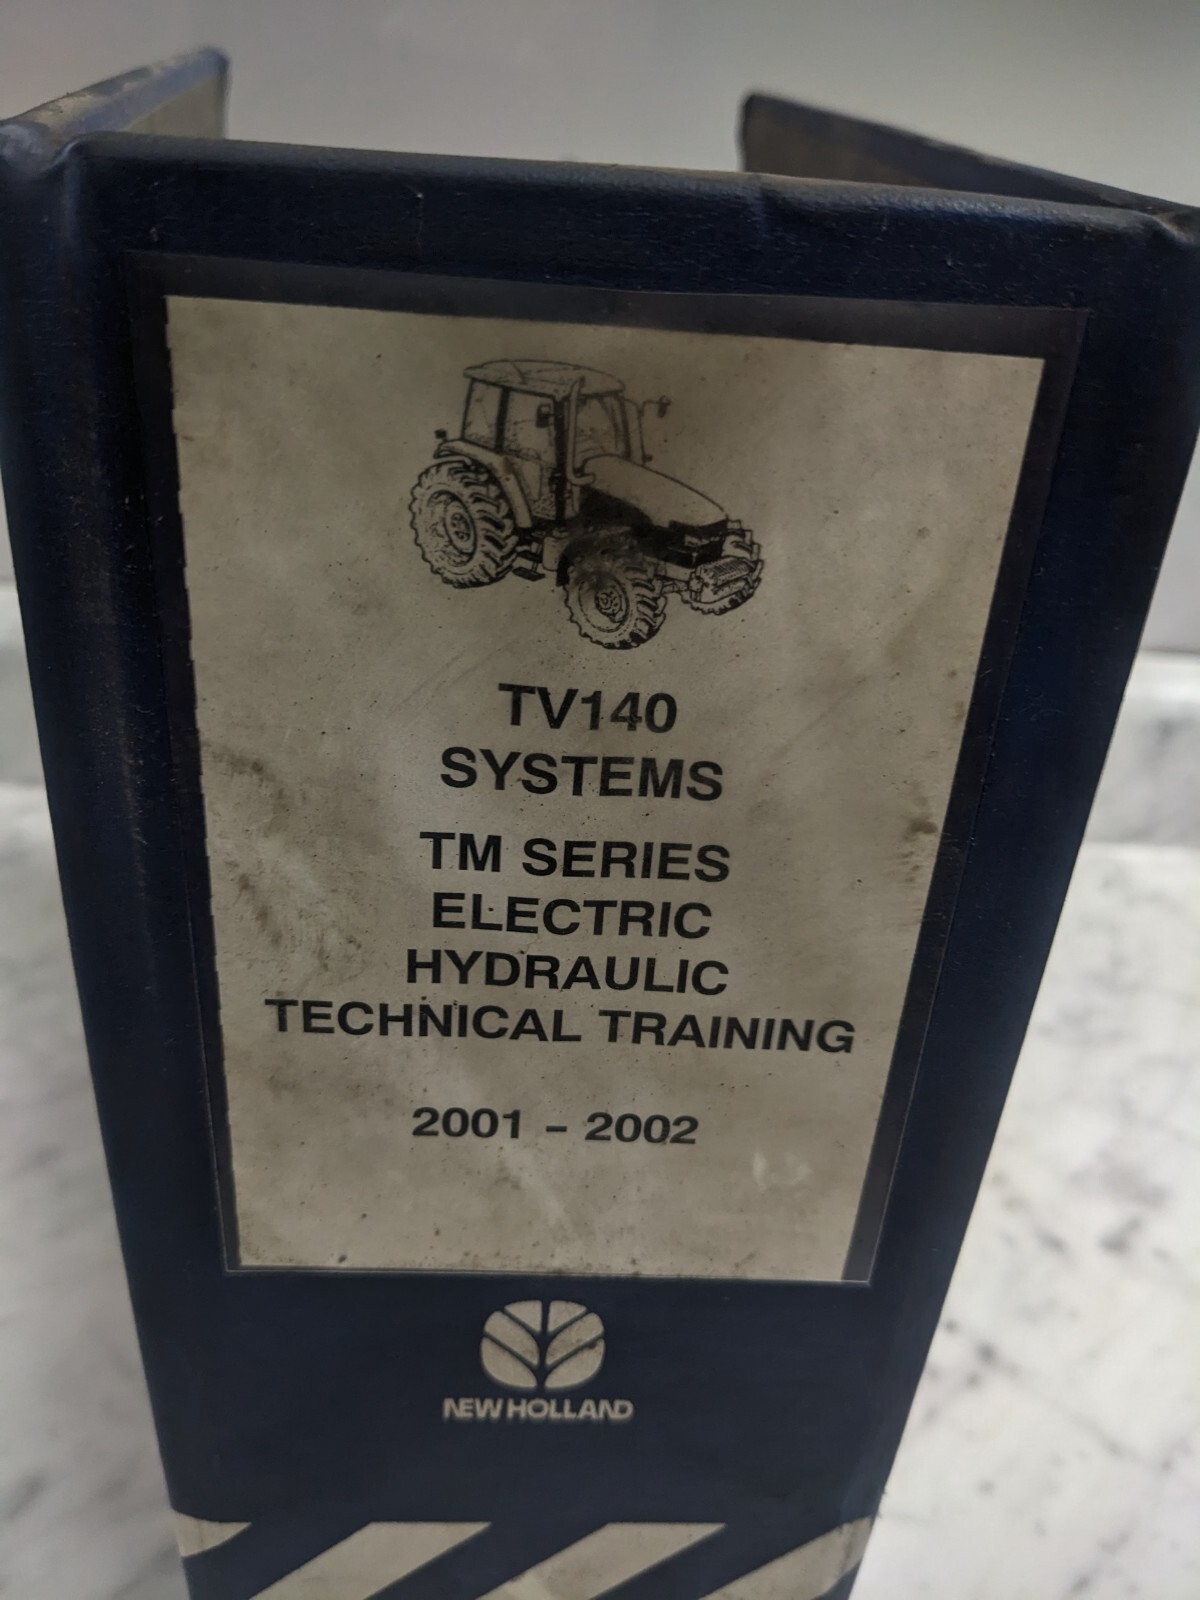 TV140
SYSTEMS
TM SERIES
ELECTRIC
HYDRAULIC
TECHNICAL TRAINING
2001 - 2002
NEW HOLLAND